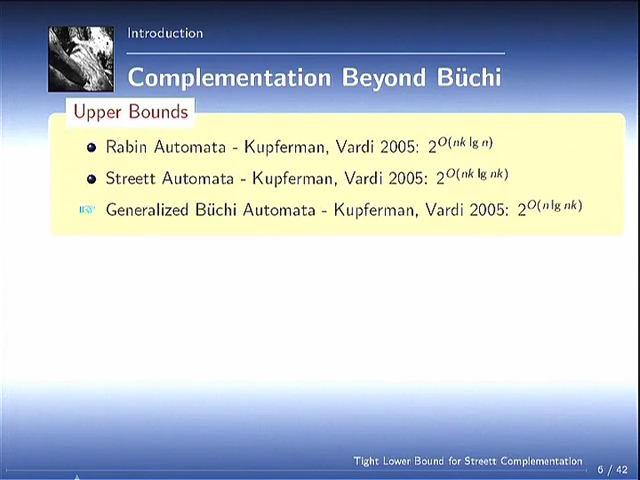 Introduction
Complementation Beyond Büchi
Upper Bounds
Rabin Automata - Kupferman, Vardi 2005: 2^O(nk lg n)
Streett Automata - Kupferman, Vardi 2005: 2^O(nk lg nk)
Generalized Büchi Automata - Kupferman, Vardi 2005: 2^O(n lg nk)
Tight Lower Bound for Streett Complementation
6 / 42